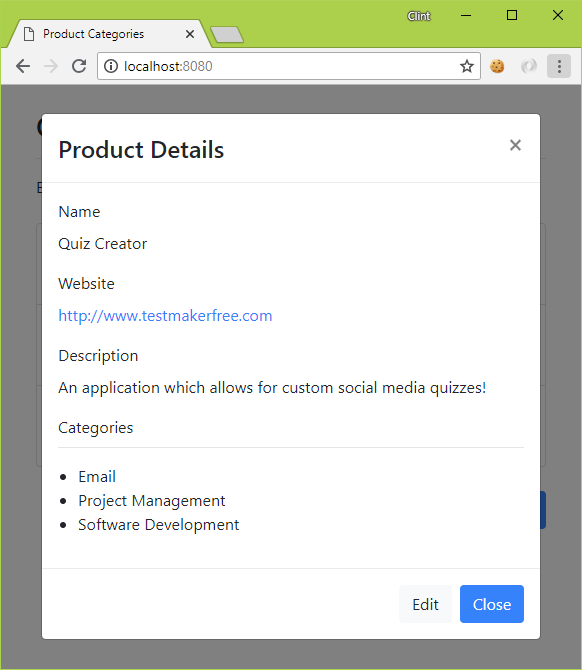 Clint
Product Categories
localhost:8080
Product Details
Name
Quiz Creator
Website
http://www.testmakerfree.com
Description
An application which allows for custom social media quizzes!
Categories
Email
Project Management
Software Development
Edit
Close